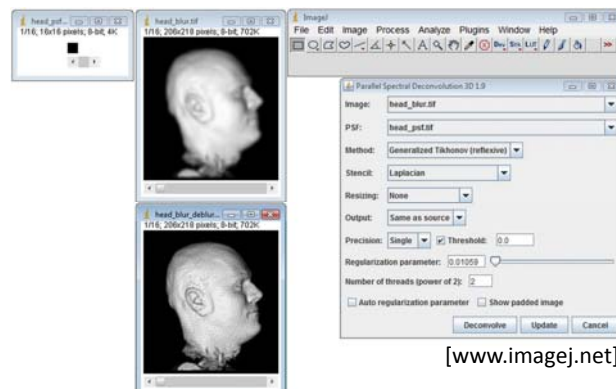 head_psf...
1/16; 16x16 pixels; 8-bit; 4K
head_blur.tif
1/16; 206x218 pixels; 8-bit; 702K
ImageJ
File Edit Image Process Analyze Plugins Window Help
Dev Stk LUT
>>
head_blur_deblur...
1/16; 206x218 pixels; 8-bit; 702K
Parallel Spectral Deconvolution 3D 1.9
Image: head_blur.tif
PSF: head_psf.tif
Method: Generalized Tikhonov (reflexive)
Stencil: Laplacian
Resizing: None
Output: Same as source
Precision: Single Threshold: 0.0
Regularization parameter: 0.01059
Number of threads (power of 2): 2
Auto regularization parameter Show padded image
Deconvolve Update Cancel
[www.imagej.net]